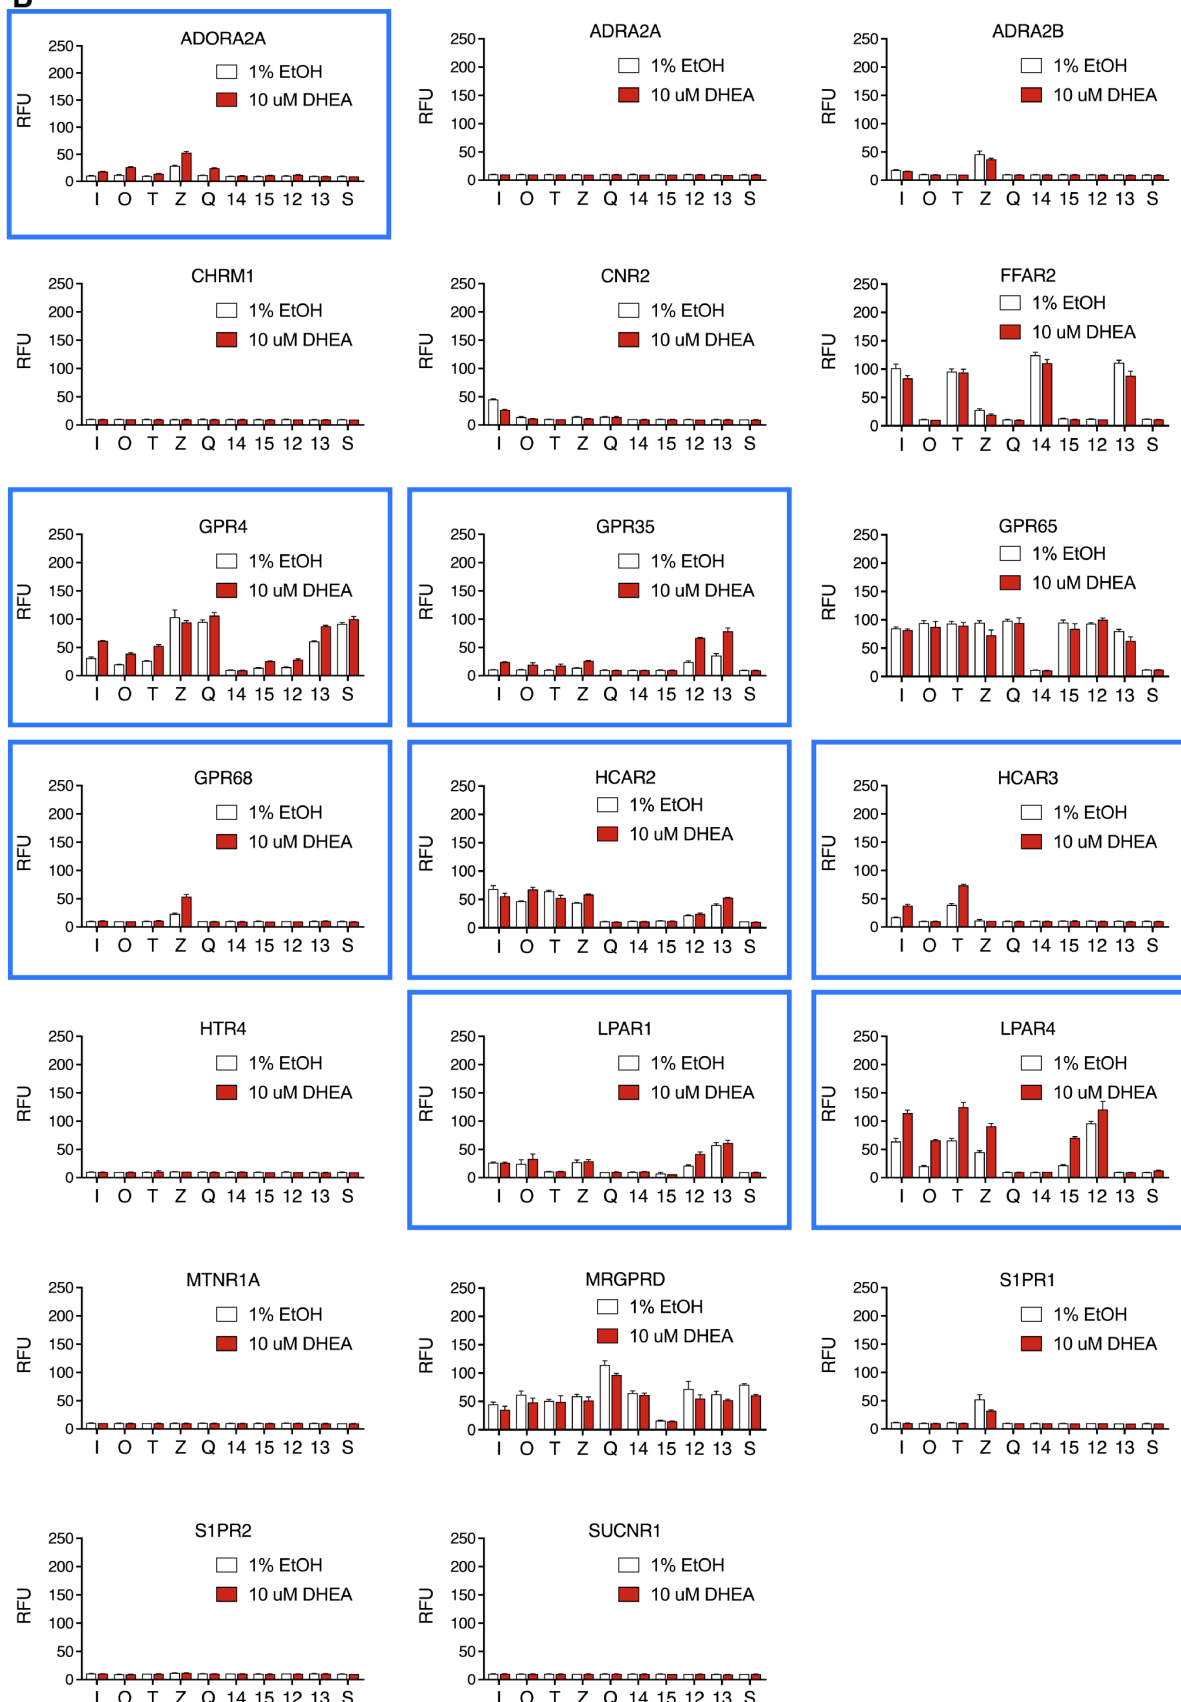 B
ADORA2A
1% EtOH
10 uM DHEA
RFU
250
200
150
100
50
0
I O T Z Q 14 15 12 13 S
ADRA2A
1% EtOH
10 uM DHEA
RFU
250
200
150
100
50
0
I O T Z Q 14 15 12 13 S
ADRA2B
1% EtOH
10 uM DHEA
RFU
250
200
150
100
50
0
I O T Z Q 14 15 12 13 S
CHRM1
1% EtOH
10 uM DHEA
RFU
250
200
150
100
50
0
I O T Z Q 14 15 12 13 S
CNR2
1% EtOH
10 uM DHEA
RFU
250
200
150
100
50
0
I O T Z Q 14 15 12 13 S
FFAR2
1% EtOH
10 uM DHEA
RFU
250
200
150
100
50
0
I O T Z Q 14 15 12 13 S
GPR4
1% EtOH
10 uM DHEA
RFU
250
200
150
100
50
0
I O T Z Q 14 15 12 13 S
GPR35
1% EtOH
10 uM DHEA
RFU
250
200
150
100
50
0
I O T Z Q 14 15 12 13 S
GPR65
1% EtOH
10 uM DHEA
RFU
250
200
150
100
50
0
I O T Z Q 14 15 12 13 S
GPR68
1% EtOH
10 uM DHEA
RFU
250
200
150
100
50
0
I O T Z Q 14 15 12 13 S
HCAR2
1% EtOH
10 uM DHEA
RFU
250
200
150
100
50
0
I O T Z Q 14 15 12 13 S
HCAR3
1% EtOH
10 uM DHEA
RFU
250
200
150
100
50
0
I O T Z Q 14 15 12 13 S
HTR4
1% EtOH
10 uM DHEA
RFU
250
200
150
100
50
0
I O T Z Q 14 15 12 13 S
LPAR1
1% EtOH
10 uM DHEA
RFU
250
200
150
100
50
0
I O T Z Q 14 15 12 13 S
LPAR4
1% EtOH
10 uM DHEA
RFU
250
200
150
100
50
0
I O T Z Q 14 15 12 13 S
MTNR1A
1% EtOH
10 uM DHEA
RFU
250
200
150
100
50
0
I O T Z Q 14 15 12 13 S
MRGPRD
1% EtOH
10 uM DHEA
RFU
250
200
150
100
50
0
I O T Z Q 14 15 12 13 S
S1PR1
1% EtOH
10 uM DHEA
RFU
250
200
150
100
50
0
I O T Z Q 14 15 12 13 S
S1PR2
1% EtOH
10 uM DHEA
RFU
250
200
150
100
50
0
I O T Z Q 14 15 12 13 S
SUCNR1
1% EtOH
10 uM DHEA
RFU
250
200
150
100
50
0
I O T Z Q 14 15 12 13 S